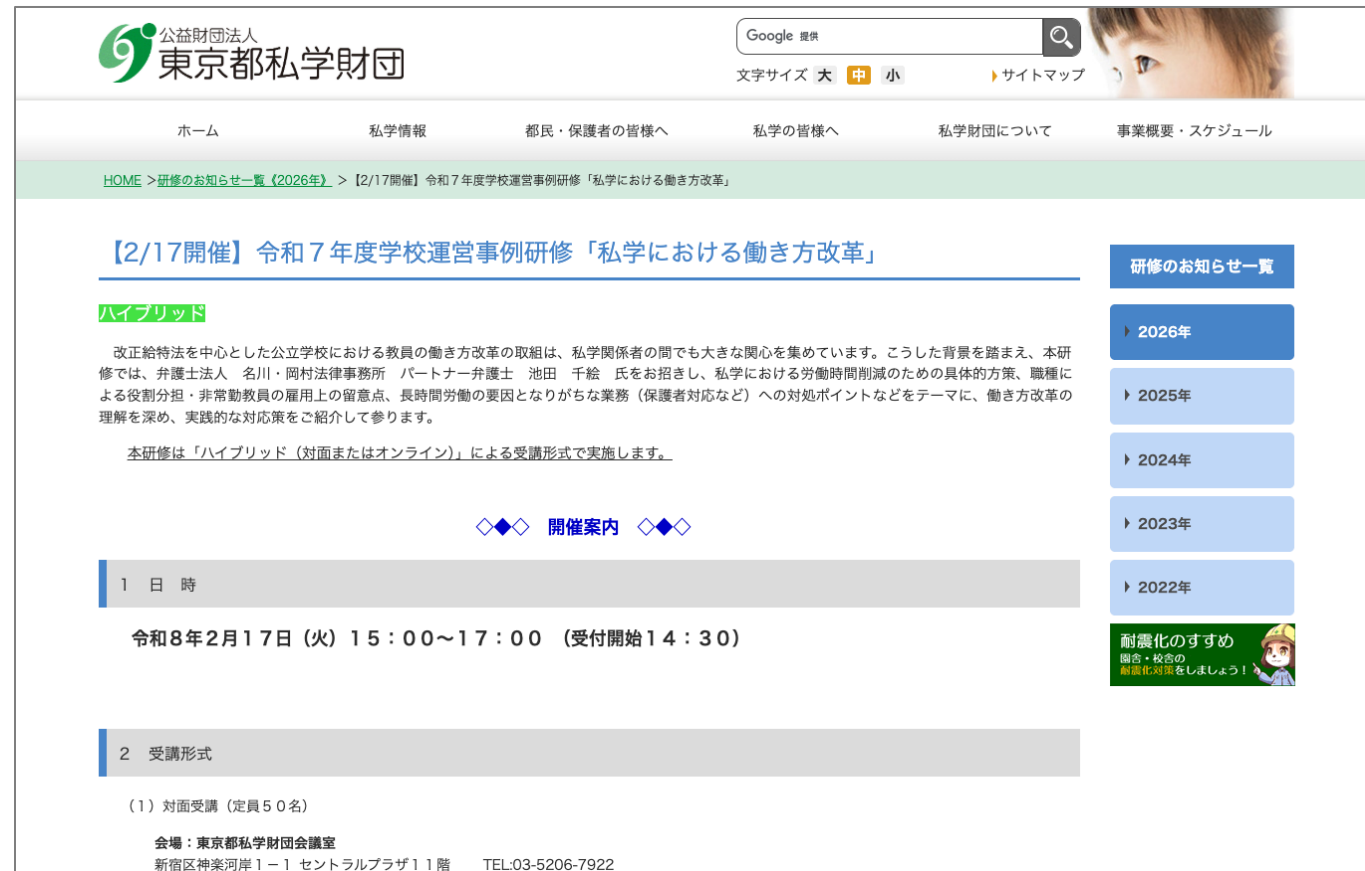 公益財団法人
東京都私学財団
Google 提供
文字サイズ 大 中 小 サイトマップ
ホーム 私学情報 都民・保護者の皆様へ 私学の皆様へ 私学財団について 事業概要・スケジュール
HOME >研修のお知らせ一覧《2026年》 >【2/17開催】令和７年度学校運営事例研修「私学における働き方改革」
【2/17開催】令和７年度学校運営事例研修「私学における働き方改革」
ハイブリッド
改正給特法を中心とした公立学校における教員の働き方改革の取組は、私学関係者の間でも大きな関心を集めています。こうした背景を踏まえ、本研
修では、弁護士法人　名川・岡村法律事務所　パートナー弁護士　池田　千絵　氏をお招きし、私学における労働時間削減のための具体的方策、職種に
よる役割分担・非常勤教員の雇用上の留意点、長時間労働の要因となりがちな業務（保護者対応など）への対処ポイントなどをテーマに、働き方改革の
理解を深め、実践的な対応策をご紹介して参ります。
本研修は「ハイブリッド（対面またはオンライン）」による受講形式で実施します。
◇◆◇　開催案内　◇◆◇
１　日　時
令和８年２月１７日（火）１５：００〜１７：００　（受付開始１４：３０）
２　受講形式
（１）対面受講（定員５０名）
会場：東京都私学財団会議室
新宿区神楽河岸１－１ セントラルプラザ１１階　　TEL:03-5206-7922
研修のお知らせ一覧
2026年
2025年
2024年
2023年
2022年
耐震化のすすめ
園舎・校舎の
耐震化対策をしましょう！